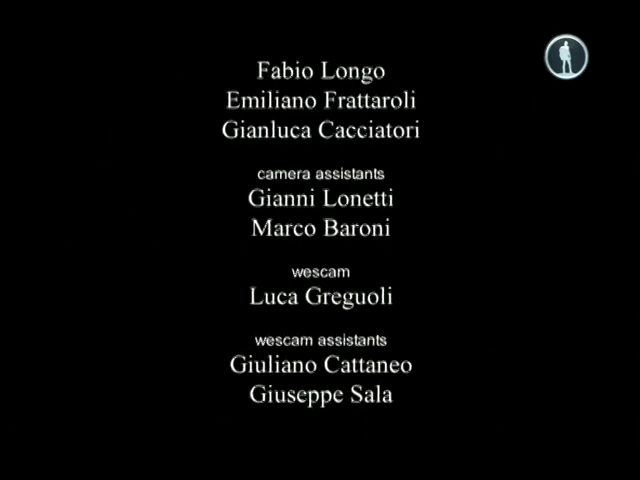 Fabio Longo
Emiliano Frattaroli
Gianluca Cacciatori
camera assistants
Gianni Lonetti
Marco Baroni
wescam
Luca Greguoli
wescam assistants
Giuliano Cattaneo
Giuseppe Sala